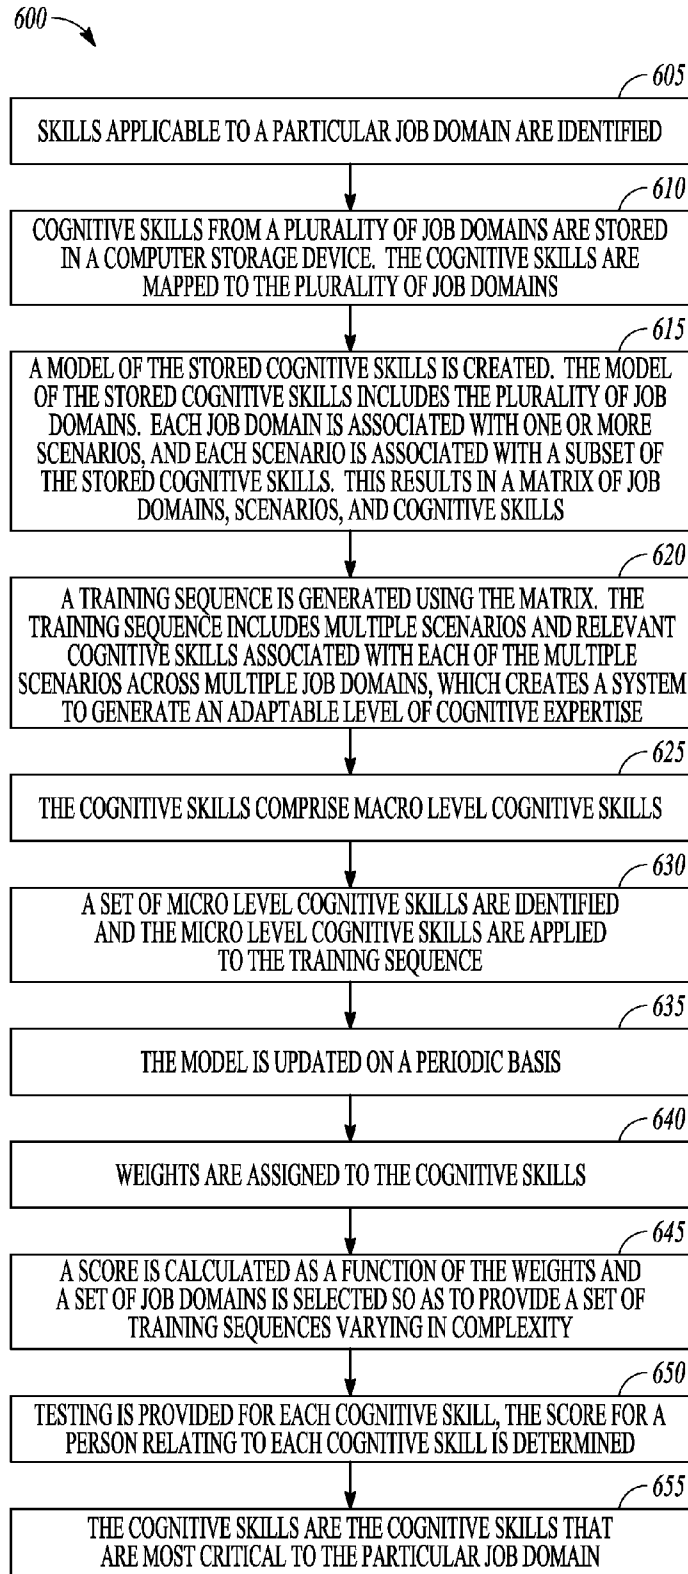 600
605
SKILLS APPLICABLE TO A PARTICULAR JOB DOMAIN ARE IDENTIFIED
610
COGNITIVE SKILLS FROM A PLURALITY OF JOB DOMAINS ARE STORED
IN A COMPUTER STORAGE DEVICE. THE COGNITIVE SKILLS ARE
MAPPED TO THE PLURALITY OF JOB DOMAINS
615
A MODEL OF THE STORED COGNITIVE SKILLS IS CREATED. THE MODEL
OF THE STORED COGNITIVE SKILLS INCLUDES THE PLURALITY OF JOB
DOMAINS. EACH JOB DOMAIN IS ASSOCIATED WITH ONE OR MORE
SCENARIOS, AND EACH SCENARIO IS ASSOCIATED WITH A SUBSET OF
THE STORED COGNITIVE SKILLS. THIS RESULTS IN A MATRIX OF JOB
DOMAINS, SCENARIOS, AND COGNITIVE SKILLS
620
A TRAINING SEQUENCE IS GENERATED USING THE MATRIX. THE
TRAINING SEQUENCE INCLUDES MULTIPLE SCENARIOS AND RELEVANT
COGNITIVE SKILLS ASSOCIATED WITH EACH OF THE MULTIPLE
SCENARIOS ACROSS MULTIPLE JOB DOMAINS, WHICH CREATES A SYSTEM
TO GENERATE AN ADAPTABLE LEVEL OF COGNITIVE EXPERTISE
625
THE COGNITIVE SKILLS COMPRISE MACRO LEVEL COGNITIVE SKILLS
630
A SET OF MICRO LEVEL COGNITIVE SKILLS ARE IDENTIFIED
AND THE MICRO LEVEL COGNITIVE SKILLS ARE APPLIED
TO THE TRAINING SEQUENCE
635
THE MODEL IS UPDATED ON A PERIODIC BASIS
640
WEIGHTS ARE ASSIGNED TO THE COGNITIVE SKILLS
645
A SCORE IS CALCULATED AS A FUNCTION OF THE WEIGHTS AND
A SET OF JOB DOMAINS IS SELECTED SO AS TO PROVIDE A SET OF
TRAINING SEQUENCES VARYING IN COMPLEXITY
650
TESTING IS PROVIDED FOR EACH COGNITIVE SKILL, THE SCORE FOR A
PERSON RELATING TO EACH COGNITIVE SKILL IS DETERMINED
655
THE COGNITIVE SKILLS ARE THE COGNITIVE SKILLS THAT
ARE MOST CRITICAL TO THE PARTICULAR JOB DOMAIN